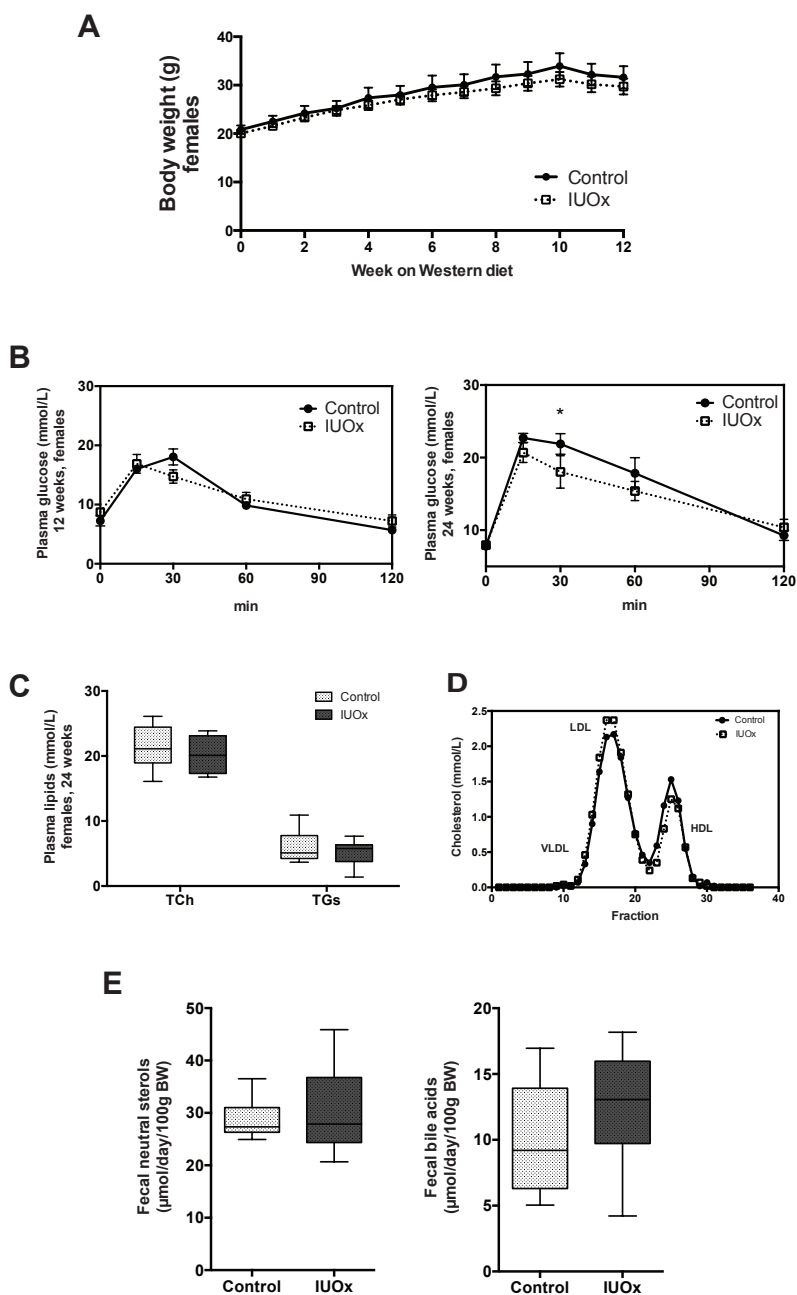 A
Body weight (g)
females
40
30
20
10
0
0 2 4 6 8 10 12
Week on Western diet
Control
IUOx
B
Plasma glucose (mmol/L)
12 weeks, females
30
20
10
0
0 30 60 90 120
min
Control
IUOx
Plasma glucose (mmol/L)
24 weeks, females
30
20
10
0 30 60 90 120
min
*
Control
IUOx
C
Plasma lipids (mmol/L)
females, 24 weeks
30
20
10
0
TCh TGs
Control
IUOx
D
Cholesterol (mmol/L)
2.5
2.0
1.5
1.0
0.5
0.0
0 10 20 30 40
Fraction
VLDL
LDL
HDL
Control
IUOx
E
Fecal neutral sterols
(µmol/day/100g BW)
50
40
30
20
10
0
Control IUOx
Fecal bile acids
(µmol/day/100g BW)
20
15
10
5
0
Control IUOx